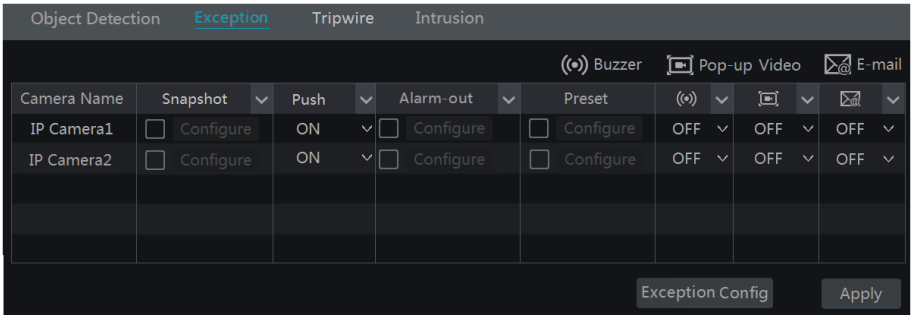 Object Detection Exception Tripwire Intrusion
Buzzer Pop-up Video E-mail
Camera Name Snapshot Push Alarm-out Preset
IP Camera1 Configure ON Configure Configure OFF OFF OFF
IP Camera2 Configure ON Configure Configure OFF OFF OFF
Exception Config Apply